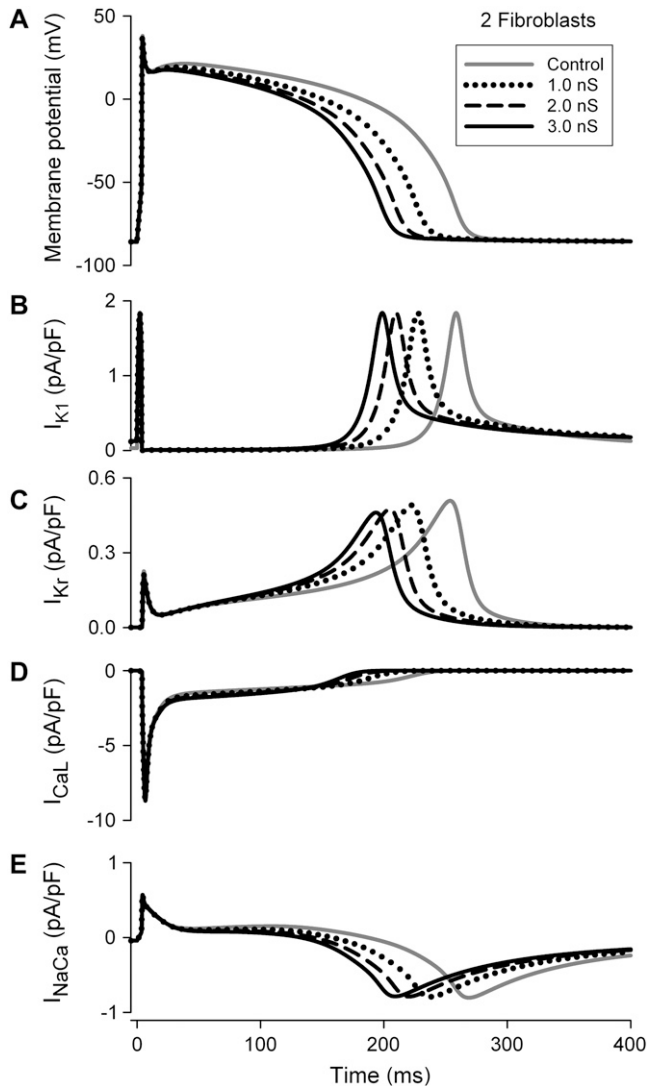 A
2 Fibroblasts
Control
1.0 nS
2.0 nS
3.0 nS
Membrane potential (mV)
50
0
-50
-100
B
I_K1 (pA/pF)
2
1
0
C
I_Kr (pA/pF)
0.6
0.3
0.0
D
I_CaL (pA/pF)
0
-5
-10
E
I_NaCa (pA/pF)
1
0
-1
0 100 200 300 400
Time (ms)